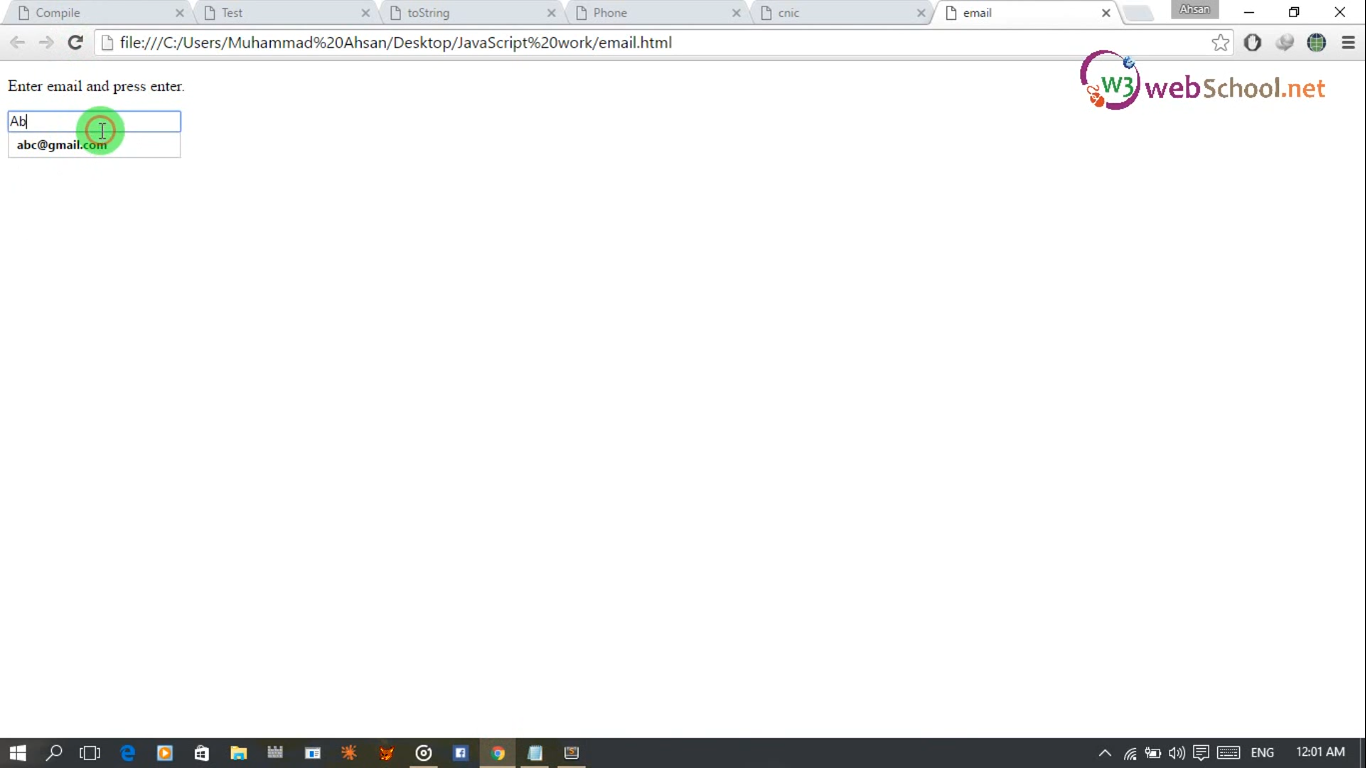 Compile
Test
toString
Phone
cnic
email
Ahsan
file:///C:/Users/Muhammad%20Ahsan/Desktop/JavaScript%20work/email.html
W3 webSchool.net
Enter email and press enter.
Ab
abc@gmail.com
ENG
12:01 AM